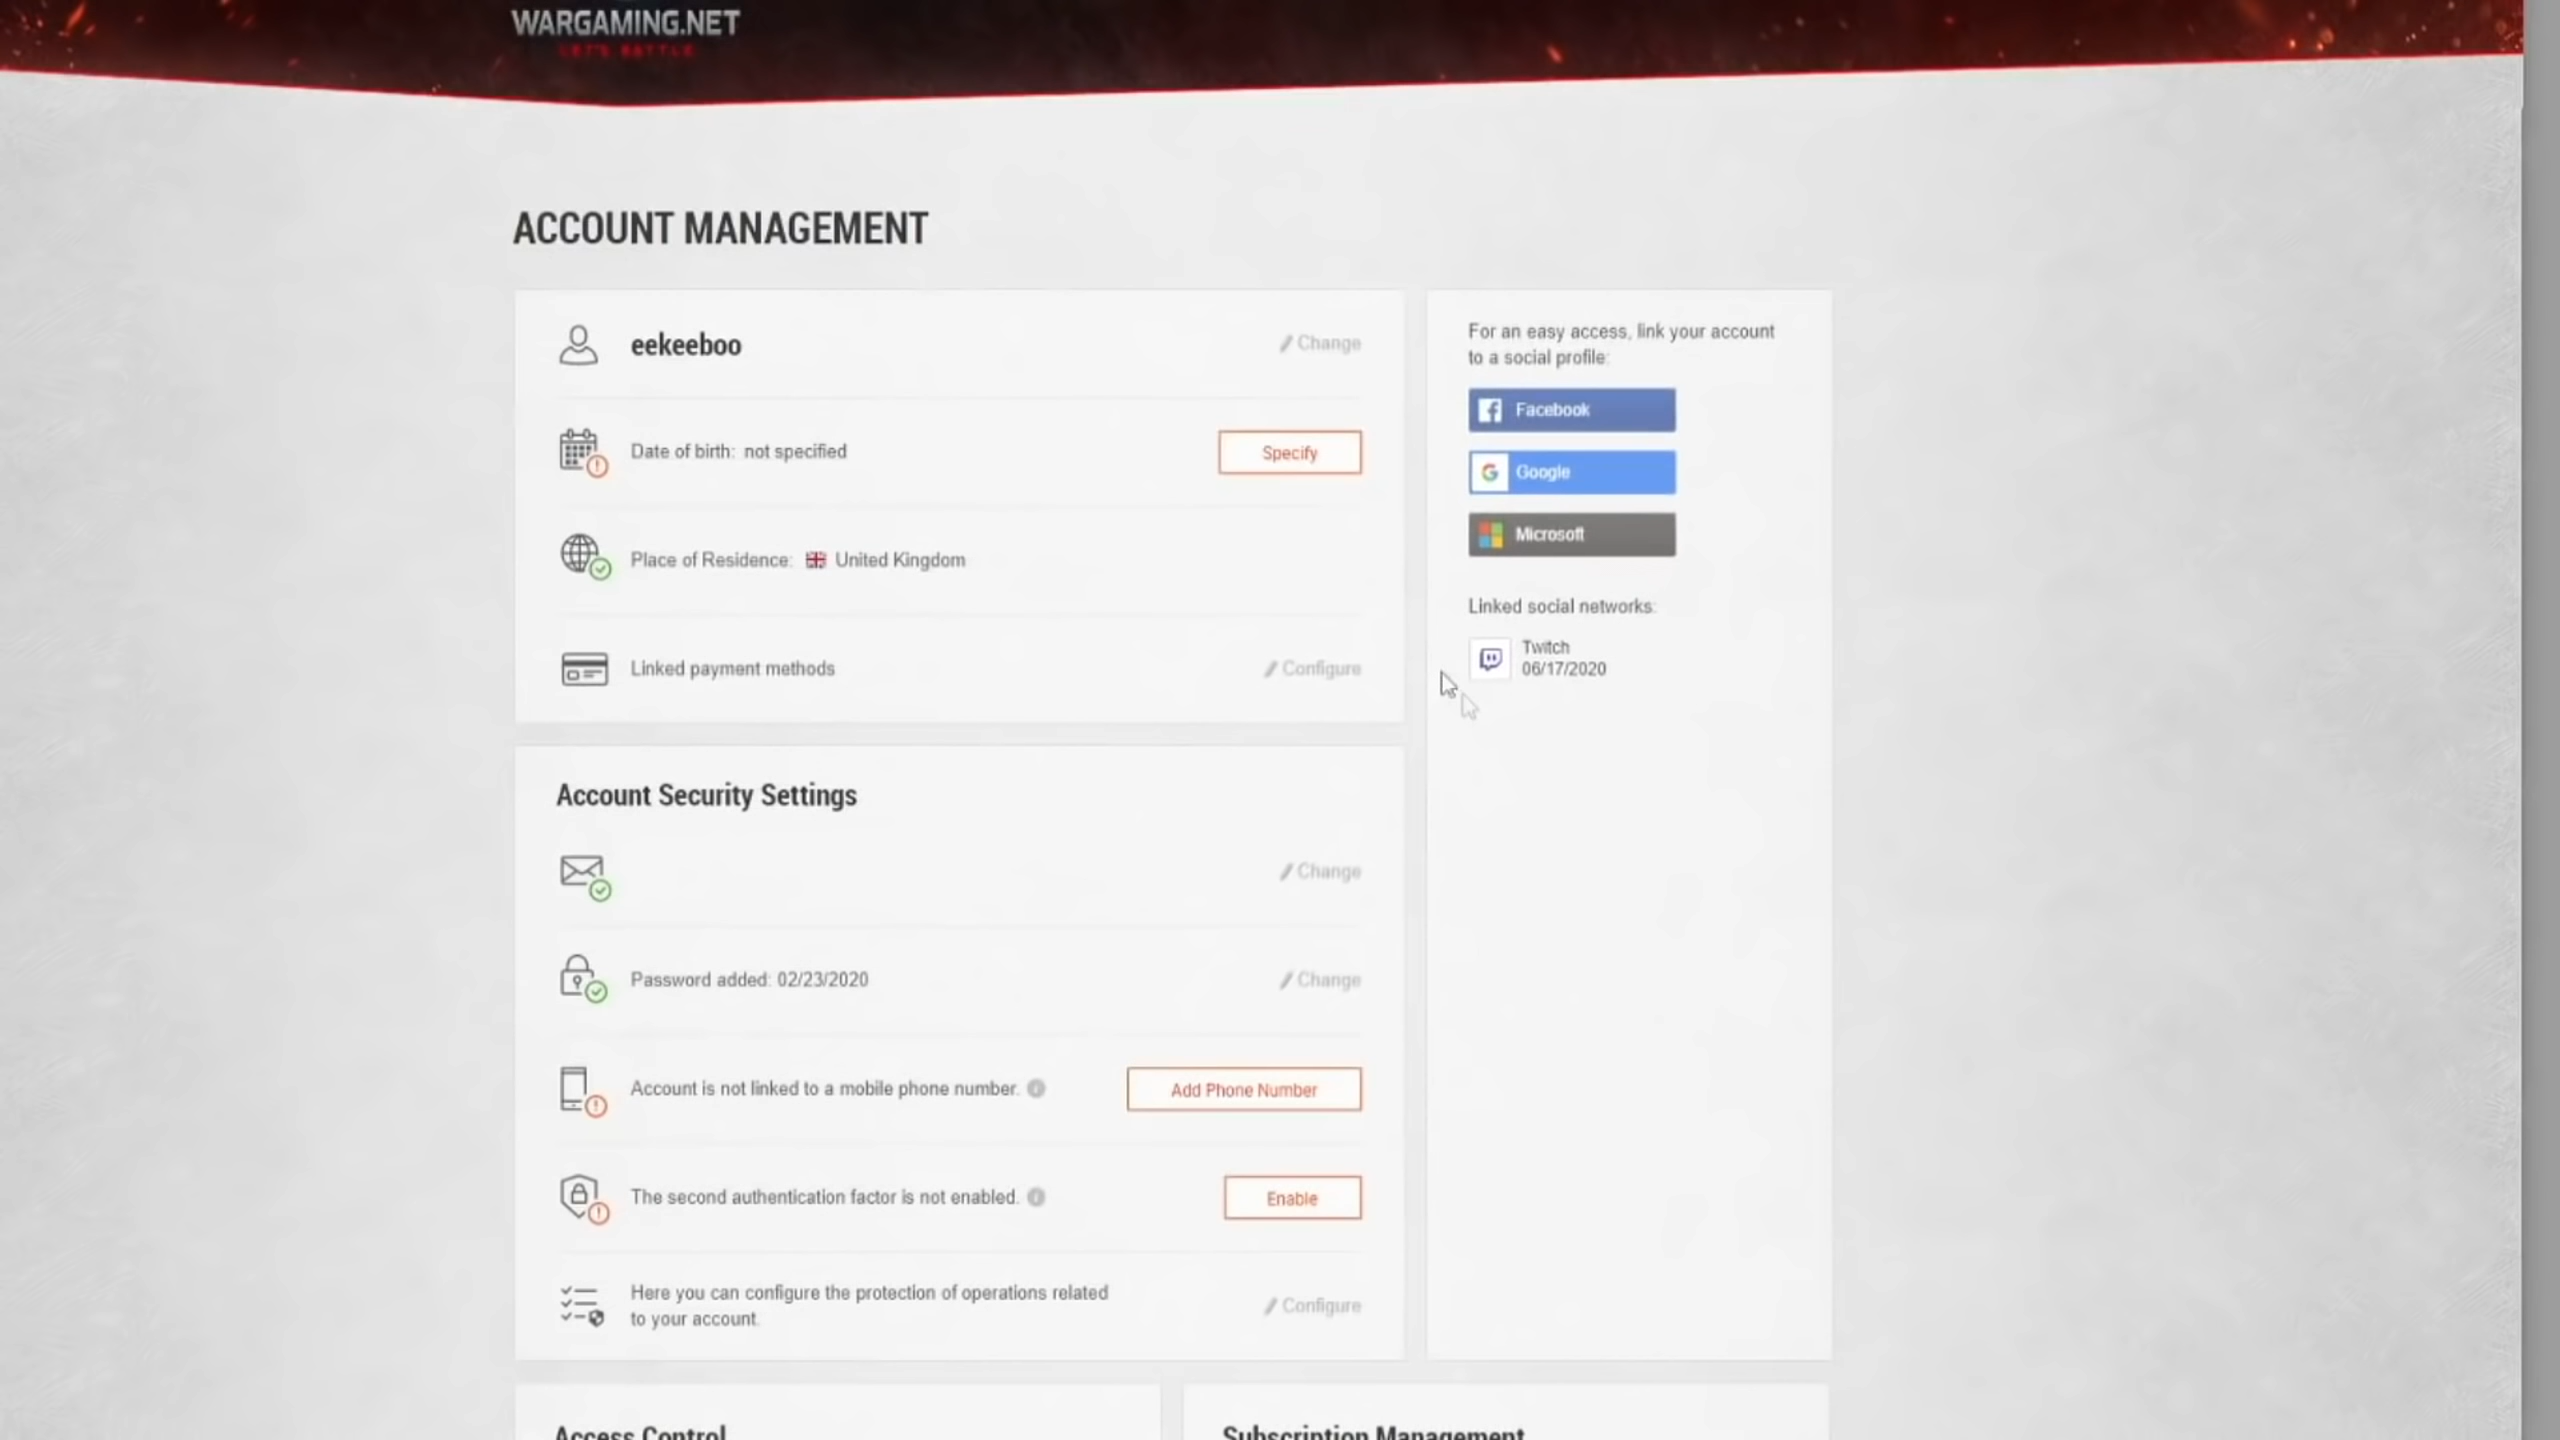 WARGAMING.NET
LET'S BATTLE
ACCOUNT MANAGEMENT
eekeeboo
Change
Date of birth: not specified
Specify
Place of Residence: United Kingdom
Linked payment methods
Configure
For an easy access, link your account
to a social profile:
Facebook
Google
Microsoft
Linked social networks:
Twitch
06/17/2020
Account Security Settings
Change
Password added: 02/23/2020
Change
Account is not linked to a mobile phone number.
Add Phone Number
The second authentication factor is not enabled.
Enable
Here you can configure the protection of operations related
to your account.
Configure
Access Control
Subscription Management